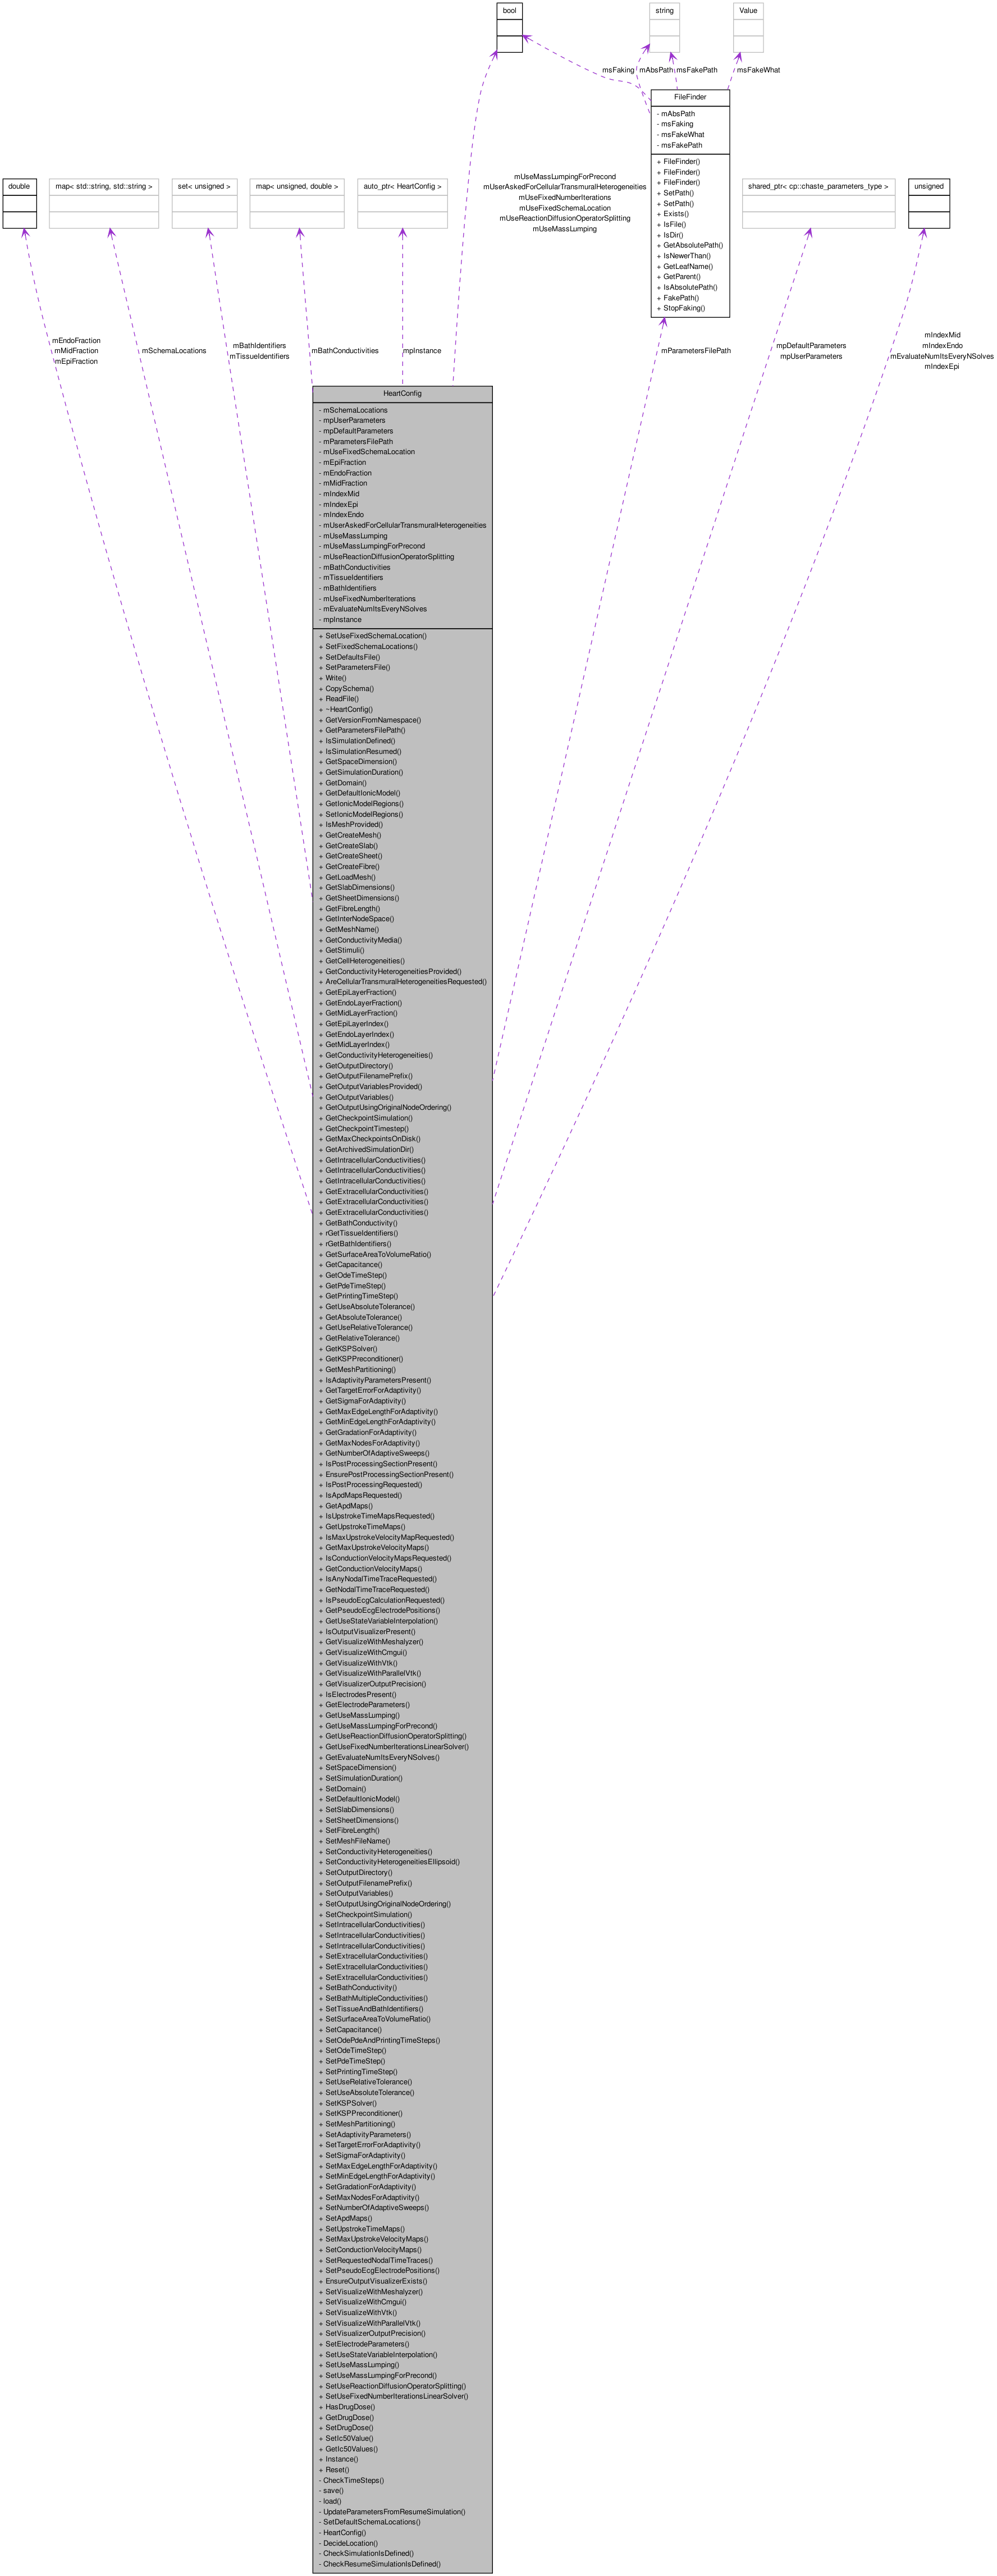 bool
string
Value
msFaking
mAbsPath
msFakePath
msFakeWhat
FileFinder
- mAbsPath
- msFaking
- msFakeWhat
- msFakePath
+ FileFinder()
+ FileFinder()
+ FileFinder()
+ SetPath()
+ SetPath()
+ Exists()
+ IsFile()
+ IsDir()
+ GetAbsolutePath()
+ IsNewerThan()
+ GetLeafName()
+ GetParent()
+ IsAbsolutePath()
+ FakePath()
+ StopFaking()
double
map< std::string, std::string >
set< unsigned >
map< unsigned, double >
auto_ptr< HeartConfig >
mUseMassLumpingForPrecond
mUserAskedForCellularTransmuralHeterogeneities
mUseFixedNumberIterations
mUseFixedSchemaLocation
mUseReactionDiffusionOperatorSplitting
mUseMassLumping
shared_ptr< cp::chaste_parameters_type >
unsigned
mEndoFraction
mMidFraction
mEpiFraction
mSchemaLocations
mBathIdentifiers
mTissueIdentifiers
mBathConductivities
mpInstance
mParametersFilePath
mpDefaultParameters
mpUserParameters
mIndexMid
mIndexEndo
mEvaluateNumItsEveryNSolves
mIndexEpi
HeartConfig
- mSchemaLocations
- mpUserParameters
- mpDefaultParameters
- mParametersFilePath
- mUseFixedSchemaLocation
- mEpiFraction
- mEndoFraction
- mMidFraction
- mIndexMid
- mIndexEpi
- mIndexEndo
- mUserAskedForCellularTransmuralHeterogeneities
- mUseMassLumping
- mUseMassLumpingForPrecond
- mUseReactionDiffusionOperatorSplitting
- mBathConductivities
- mTissueIdentifiers
- mBathIdentifiers
- mUseFixedNumberIterations
- mEvaluateNumItsEveryNSolves
- mpInstance
+ SetUseFixedSchemaLocation()
+ SetFixedSchemaLocations()
+ SetDefaultsFile()
+ SetParametersFile()
+ Write()
+ CopySchema()
+ ReadFile()
+ ~HeartConfig()
+ GetVersionFromNamespace()
+ GetParametersFilePath()
+ IsSimulationDefined()
+ IsSimulationResumed()
+ GetSpaceDimension()
+ GetSimulationDuration()
+ GetDomain()
+ GetDefaultIonicModel()
+ GetIonicModelRegions()
+ SetIonicModelRegions()
+ IsMeshProvided()
+ GetCreateMesh()
+ GetCreateSlab()
+ GetCreateSheet()
+ GetCreateFibre()
+ GetLoadMesh()
+ GetSlabDimensions()
+ GetSheetDimensions()
+ GetFibreLength()
+ GetInterNodeSpace()
+ GetMeshName()
+ GetConductivityMedia()
+ GetStimuli()
+ GetCellHeterogeneities()
+ GetConductivityHeterogeneitiesProvided()
+ AreCellularTransmuralHeterogeneitiesRequested()
+ GetEpiLayerFraction()
+ GetEndoLayerFraction()
+ GetMidLayerFraction()
+ GetEpiLayerIndex()
+ GetEndoLayerIndex()
+ GetMidLayerIndex()
+ GetConductivityHeterogeneities()
+ GetOutputDirectory()
+ GetOutputFilenamePrefix()
+ GetOutputVariablesProvided()
+ GetOutputVariables()
+ GetOutputUsingOriginalNodeOrdering()
+ GetCheckpointSimulation()
+ GetCheckpointTimestep()
+ GetMaxCheckpointsOnDisk()
+ GetArchivedSimulationDir()
+ GetIntracellularConductivities()
+ GetIntracellularConductivities()
+ GetIntracellularConductivities()
+ GetExtracellularConductivities()
+ GetExtracellularConductivities()
+ GetExtracellularConductivities()
+ GetBathConductivity()
+ rGetTissueIdentifiers()
+ rGetBathIdentifiers()
+ GetSurfaceAreaToVolumeRatio()
+ GetCapacitance()
+ GetOdeTimeStep()
+ GetPdeTimeStep()
+ GetPrintingTimeStep()
+ GetUseAbsoluteTolerance()
+ GetAbsoluteTolerance()
+ GetUseRelativeTolerance()
+ GetRelativeTolerance()
+ GetKSPSolver()
+ GetKSPPreconditioner()
+ GetMeshPartitioning()
+ IsAdaptivityParametersPresent()
+ GetTargetErrorForAdaptivity()
+ GetSigmaForAdaptivity()
+ GetMaxEdgeLengthForAdaptivity()
+ GetMinEdgeLengthForAdaptivity()
+ GetGradationForAdaptivity()
+ GetMaxNodesForAdaptivity()
+ GetNumberOfAdaptiveSweeps()
+ IsPostProcessingSectionPresent()
+ EnsurePostProcessingSectionPresent()
+ IsPostProcessingRequested()
+ IsApdMapsRequested()
+ GetApdMaps()
+ IsUpstrokeTimeMapsRequested()
+ GetUpstrokeTimeMaps()
+ IsMaxUpstrokeVelocityMapRequested()
+ GetMaxUpstrokeVelocityMaps()
+ IsConductionVelocityMapsRequested()
+ GetConductionVelocityMaps()
+ IsAnyNodalTimeTraceRequested()
+ GetNodalTimeTraceRequested()
+ IsPseudoEcgCalculationRequested()
+ GetPseudoEcgElectrodePositions()
+ GetUseStateVariableInterpolation()
+ IsOutputVisualizerPresent()
+ GetVisualizeWithMeshalyzer()
+ GetVisualizeWithCmgui()
+ GetVisualizeWithVtk()
+ GetVisualizeWithParallelVtk()
+ GetVisualizerOutputPrecision()
+ IsElectrodesPresent()
+ GetElectrodeParameters()
+ GetUseMassLumping()
+ GetUseMassLumpingForPrecond()
+ GetUseReactionDiffusionOperatorSplitting()
+ GetUseFixedNumberIterationsLinearSolver()
+ GetEvaluateNumItsEveryNSolves()
+ SetSpaceDimension()
+ SetSimulationDuration()
+ SetDomain()
+ SetDefaultIonicModel()
+ SetSlabDimensions()
+ SetSheetDimensions()
+ SetFibreLength()
+ SetMeshFileName()
+ SetConductivityHeterogeneities()
+ SetConductivityHeterogeneitiesEllipsoid()
+ SetOutputDirectory()
+ SetOutputFilenamePrefix()
+ SetOutputVariables()
+ SetOutputUsingOriginalNodeOrdering()
+ SetCheckpointSimulation()
+ SetIntracellularConductivities()
+ SetIntracellularConductivities()
+ SetIntracellularConductivities()
+ SetExtracellularConductivities()
+ SetExtracellularConductivities()
+ SetExtracellularConductivities()
+ SetBathConductivity()
+ SetBathMultipleConductivities()
+ SetTissueAndBathIdentifiers()
+ SetSurfaceAreaToVolumeRatio()
+ SetCapacitance()
+ SetOdePdeAndPrintingTimeSteps()
+ SetOdeTimeStep()
+ SetPdeTimeStep()
+ SetPrintingTimeStep()
+ SetUseRelativeTolerance()
+ SetUseAbsoluteTolerance()
+ SetKSPSolver()
+ SetKSPPreconditioner()
+ SetMeshPartitioning()
+ SetAdaptivityParameters()
+ SetTargetErrorForAdaptivity()
+ SetSigmaForAdaptivity()
+ SetMaxEdgeLengthForAdaptivity()
+ SetMinEdgeLengthForAdaptivity()
+ SetGradationForAdaptivity()
+ SetMaxNodesForAdaptivity()
+ SetNumberOfAdaptiveSweeps()
+ SetApdMaps()
+ SetUpstrokeTimeMaps()
+ SetMaxUpstrokeVelocityMaps()
+ SetConductionVelocityMaps()
+ SetRequestedNodalTimeTraces()
+ SetPseudoEcgElectrodePositions()
+ EnsureOutputVisualizerExists()
+ SetVisualizeWithMeshalyzer()
+ SetVisualizeWithCmgui()
+ SetVisualizeWithVtk()
+ SetVisualizeWithParallelVtk()
+ SetVisualizerOutputPrecision()
+ SetElectrodeParameters()
+ SetUseStateVariableInterpolation()
+ SetUseMassLumping()
+ SetUseMassLumpingForPrecond()
+ SetUseReactionDiffusionOperatorSplitting()
+ SetUseFixedNumberIterationsLinearSolver()
+ HasDrugDose()
+ GetDrugDose()
+ SetDrugDose()
+ SetIc50Value()
+ GetIc50Values()
+ Instance()
+ Reset()
- CheckTimeSteps()
- save()
- load()
- UpdateParametersFromResumeSimulation()
- SetDefaultSchemaLocations()
- HeartConfig()
- DecideLocation()
- CheckSimulationIsDefined()
- CheckResumeSimulationIsDefined()